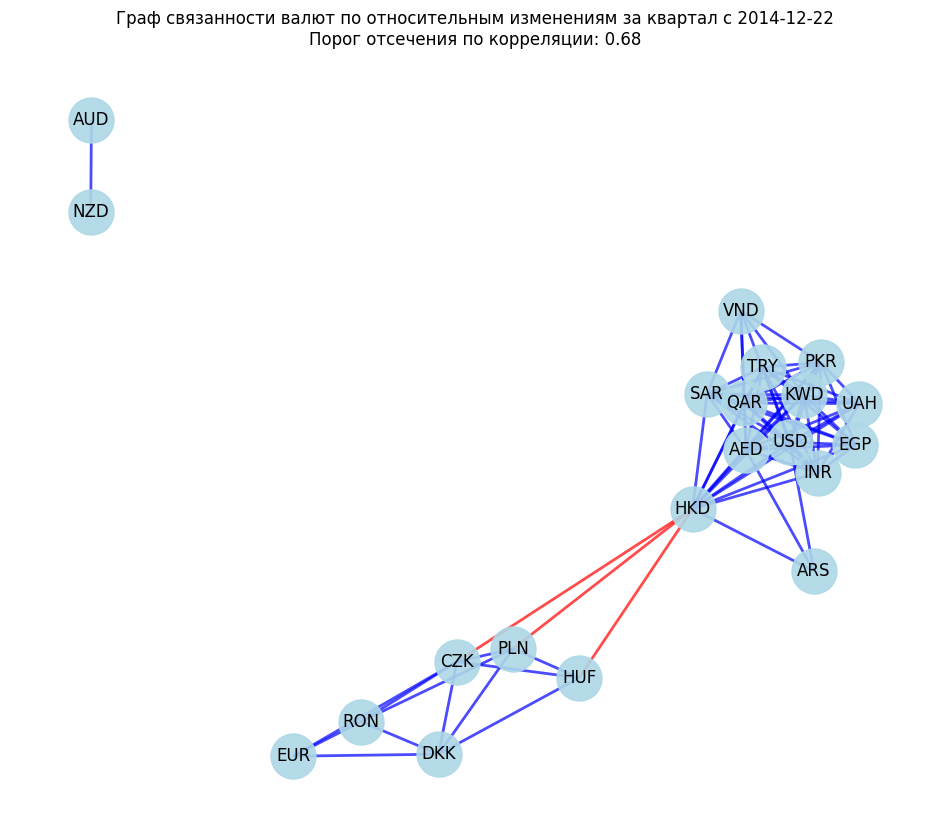 Граф связанности валют по относительным изменениям за квартал с 2014-12-22
Порог отсечения по корреляции: 0.68
AUD
NZD
VND
TRY
PKR
SAR
QAR
KWD
UAH
AED
USD
EGP
INR
HKD
ARS
PLN
CZK
HUF
RON
EUR
DKK